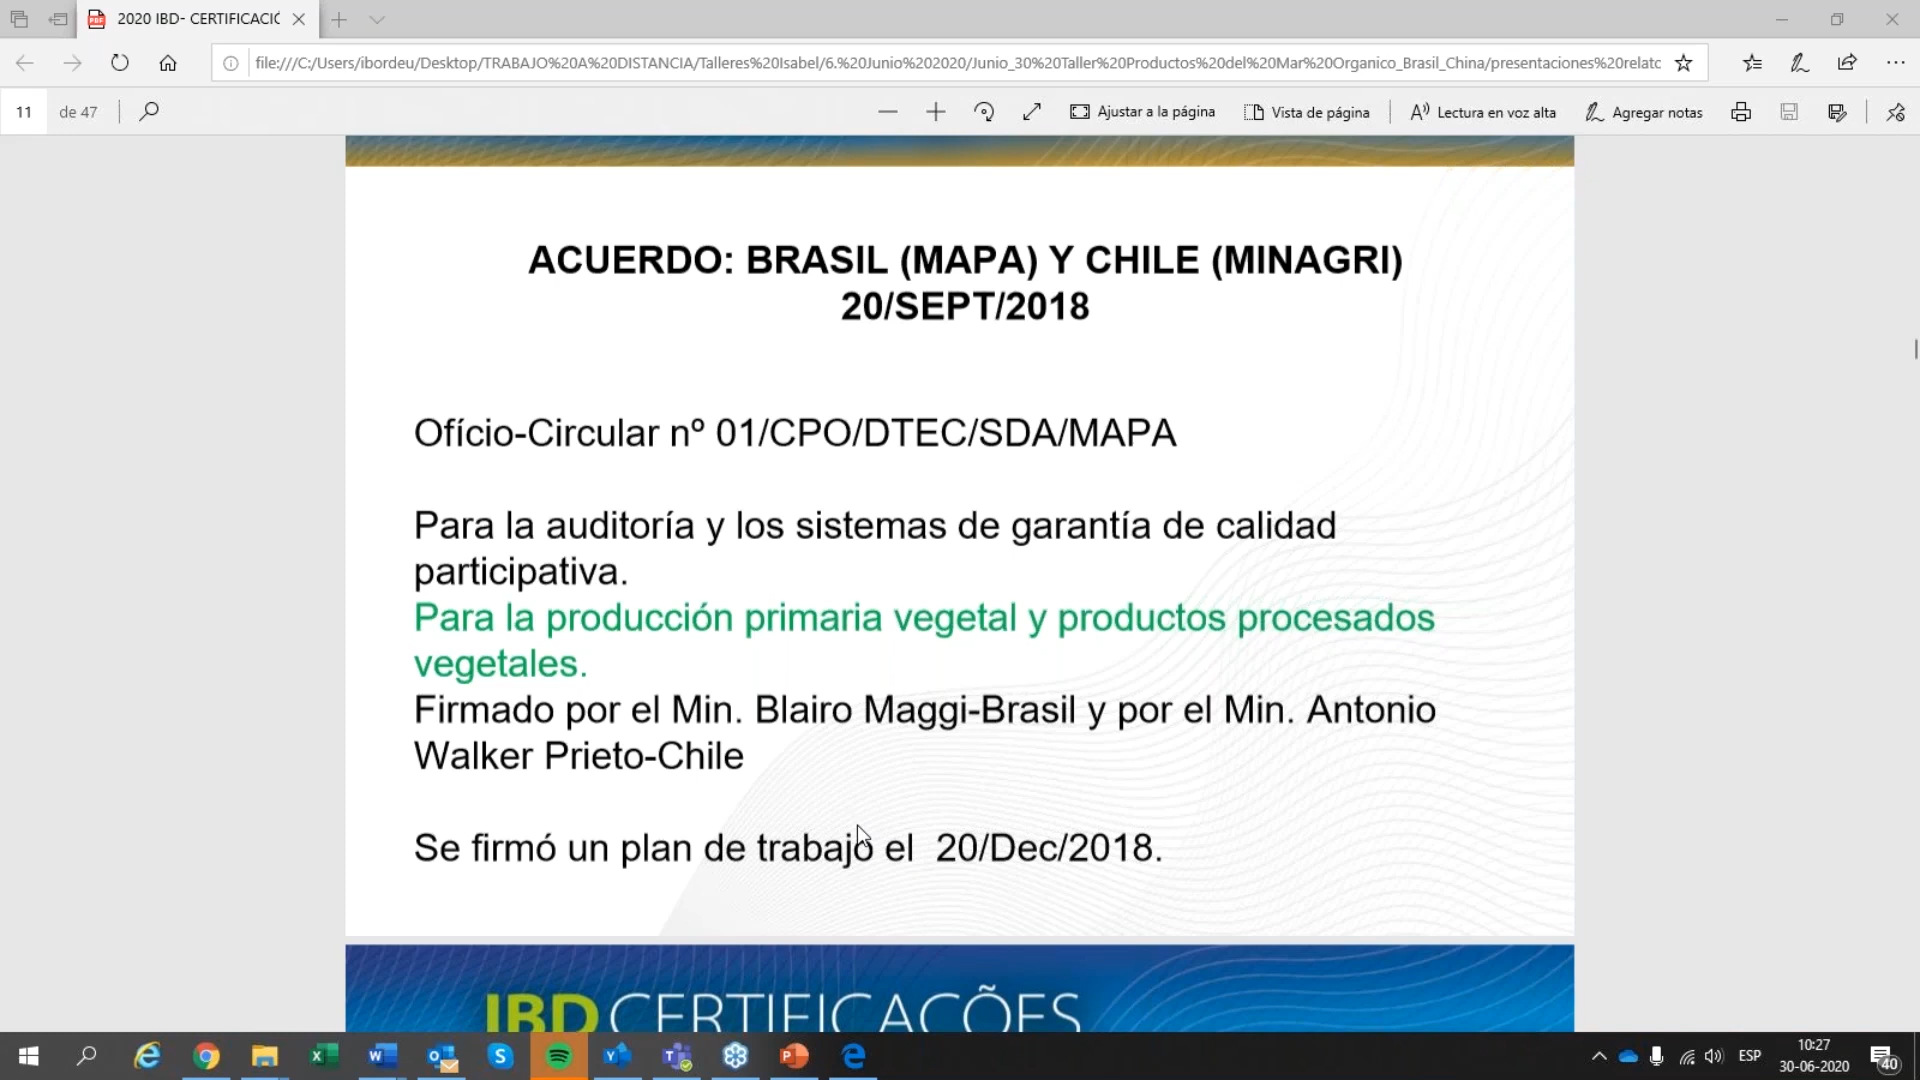 2020 IBD- CERTIFICACIÓ
file:///C:/Users/ibordeu/Desktop/TRABAJO%20A%20DISTANCIA/Talleres%20Isabel/6.%20Junio%202020/Junio_30%20Taller%20Productos%20del%20Mar%20Organico_Brasil_China/presentaciones%20relatc
11 de 47 Ajustar a la página Vista de página Lectura en voz alta Agregar notas
ACUERDO: BRASIL (MAPA) Y CHILE (MINAGRI)
20/SEPT/2018
Ofício-Circular nº 01/CPO/DTEC/SDA/MAPA
Para la auditoría y los sistemas de garantía de calidad
participativa.
Para la producción primaria vegetal y productos procesados
vegetales.
Firmado por el Min. Blairo Maggi-Brasil y por el Min. Antonio
Walker Prieto-Chile
Se firmó un plan de trabajo el 20/Dec/2018.
IBD CERTIFICAÇÕES
ESP
10:27
30-06-2020
40